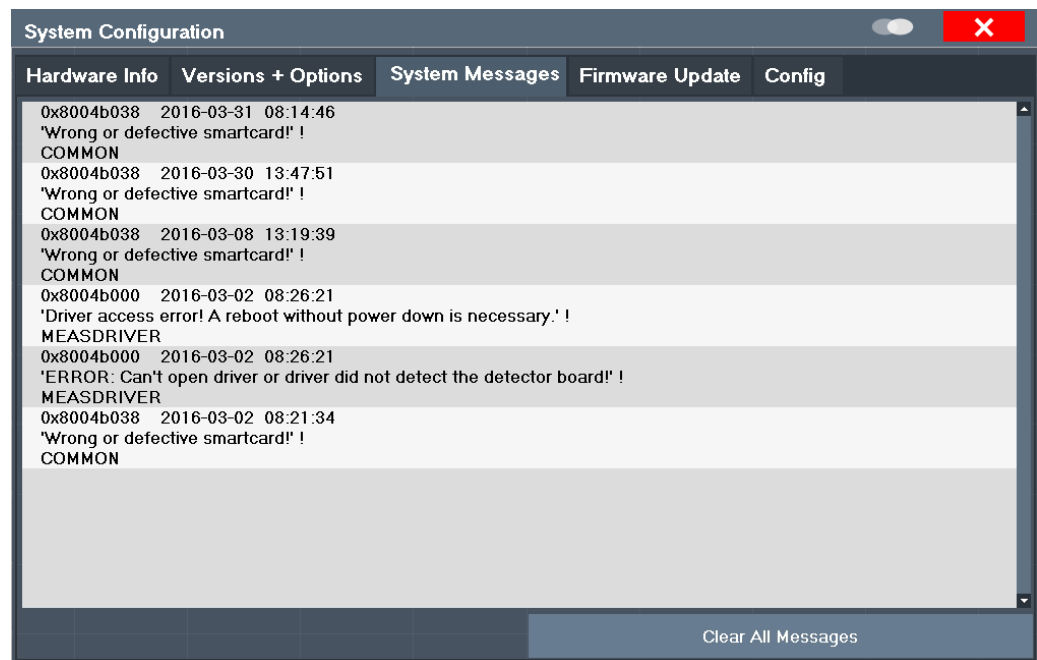 System Configuration
Hardware Info Versions + Options System Messages Firmware Update Config
0x8004b038 2016-03-31 08:14:46
'Wrong or defective smartcard!' !
COMMON
0x8004b038 2016-03-30 13:47:51
'Wrong or defective smartcard!' !
COMMON
0x8004b038 2016-03-08 13:19:39
'Wrong or defective smartcard!' !
COMMON
0x8004b000 2016-03-02 08:26:21
'Driver access error! A reboot without power down is necessary.' !
MEASDRIVER
0x8004b000 2016-03-02 08:26:21
'ERROR: Can't open driver or driver did not detect the detector board!' !
MEASDRIVER
0x8004b038 2016-03-02 08:21:34
'Wrong or defective smartcard!' !
COMMON
Clear All Messages